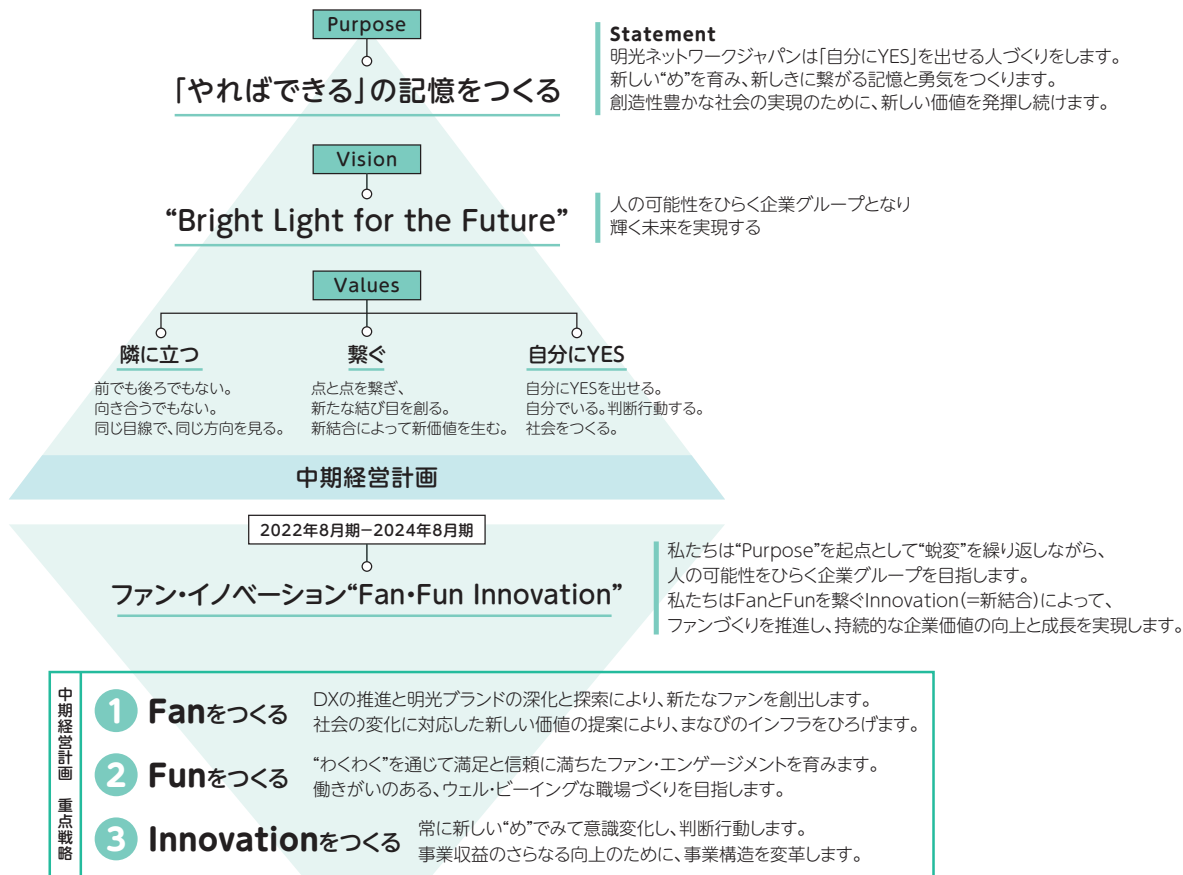 Purpose
「やればできる」の記憶をつくる
Statement
明光ネットワークジャパンは「自分にYES」を出せる人づくりをします。
新しい“め”を育み、新しきに繋がる記憶と勇気をつくります。
創造性豊かな社会の実現のために、新しい価値を発揮し続けます。
Vision
“Bright Light for the Future”
人の可能性をひらく企業グループとなり
輝く未来を実現する
Values
隣に立つ
前でも後ろでもない。
向き合うでもない。
同じ目線で、同じ方向を見る。
繋ぐ
点と点を繋ぎ、
新たな結び目を創る。
新結合によって新価値を生む。
自分にYES
自分にYESを出せる。
自分でいる。判断行動する。
社会をつくる。
中期経営計画
2022年8月期−2024年8月期
ファン・イノベーション“Fan・Fun Innovation”
私たちは“Purpose”を起点として“蛻変”を繰り返しながら、
人の可能性をひらく企業グループを目指します。
私たちはFanとFunを繋ぐInnovation(=新結合)によって、
ファンづくりを推進し、持続的な企業価値の向上と成長を実現します。
中期経営計画 重点戦略
1 Fanをつくる
DXの推進と明光ブランドの深化と探索により、新たなファンを創出します。
社会の変化に対応した新しい価値の提案により、まなびのインフラをひろげます。
2 Funをつくる
“わくわく”を通じて満足と信頼に満ちたファン・エンゲージメントを育みます。
働きがいのある、ウェル・ビーイングな職場づくりを目指します。
3 Innovationをつくる
常に新しい“め”でみて意識変化し、判断行動します。
事業収益のさらなる向上のために、事業構造を変革します。